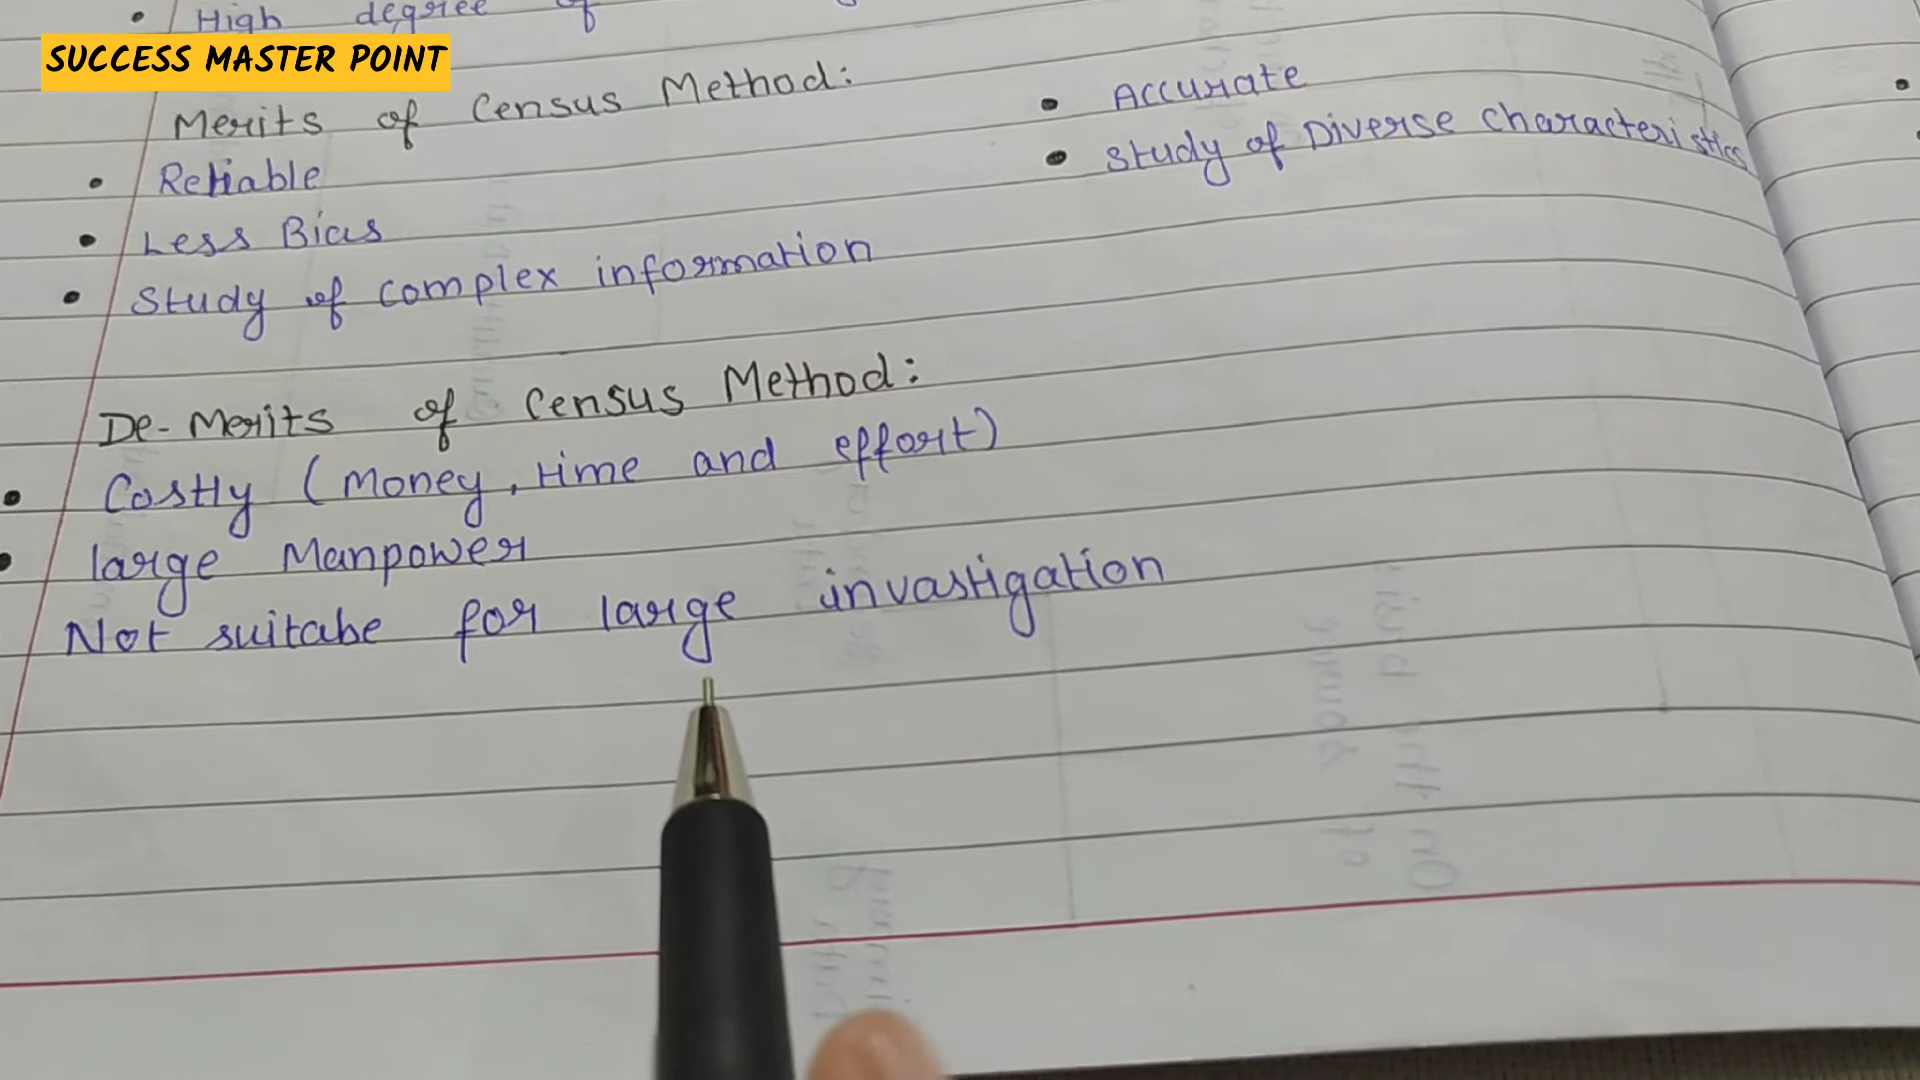 High degree of
SUCCESS MASTER POINT
Merits of Census Method:
• Reliable
• Less Bias
• Study of complex information
• Accurate
• Study of Diverse characteristics
De-Merits of Census Method:
• Costly (Money, time and effort)
• large Manpower
Not suitabe for large invastigation